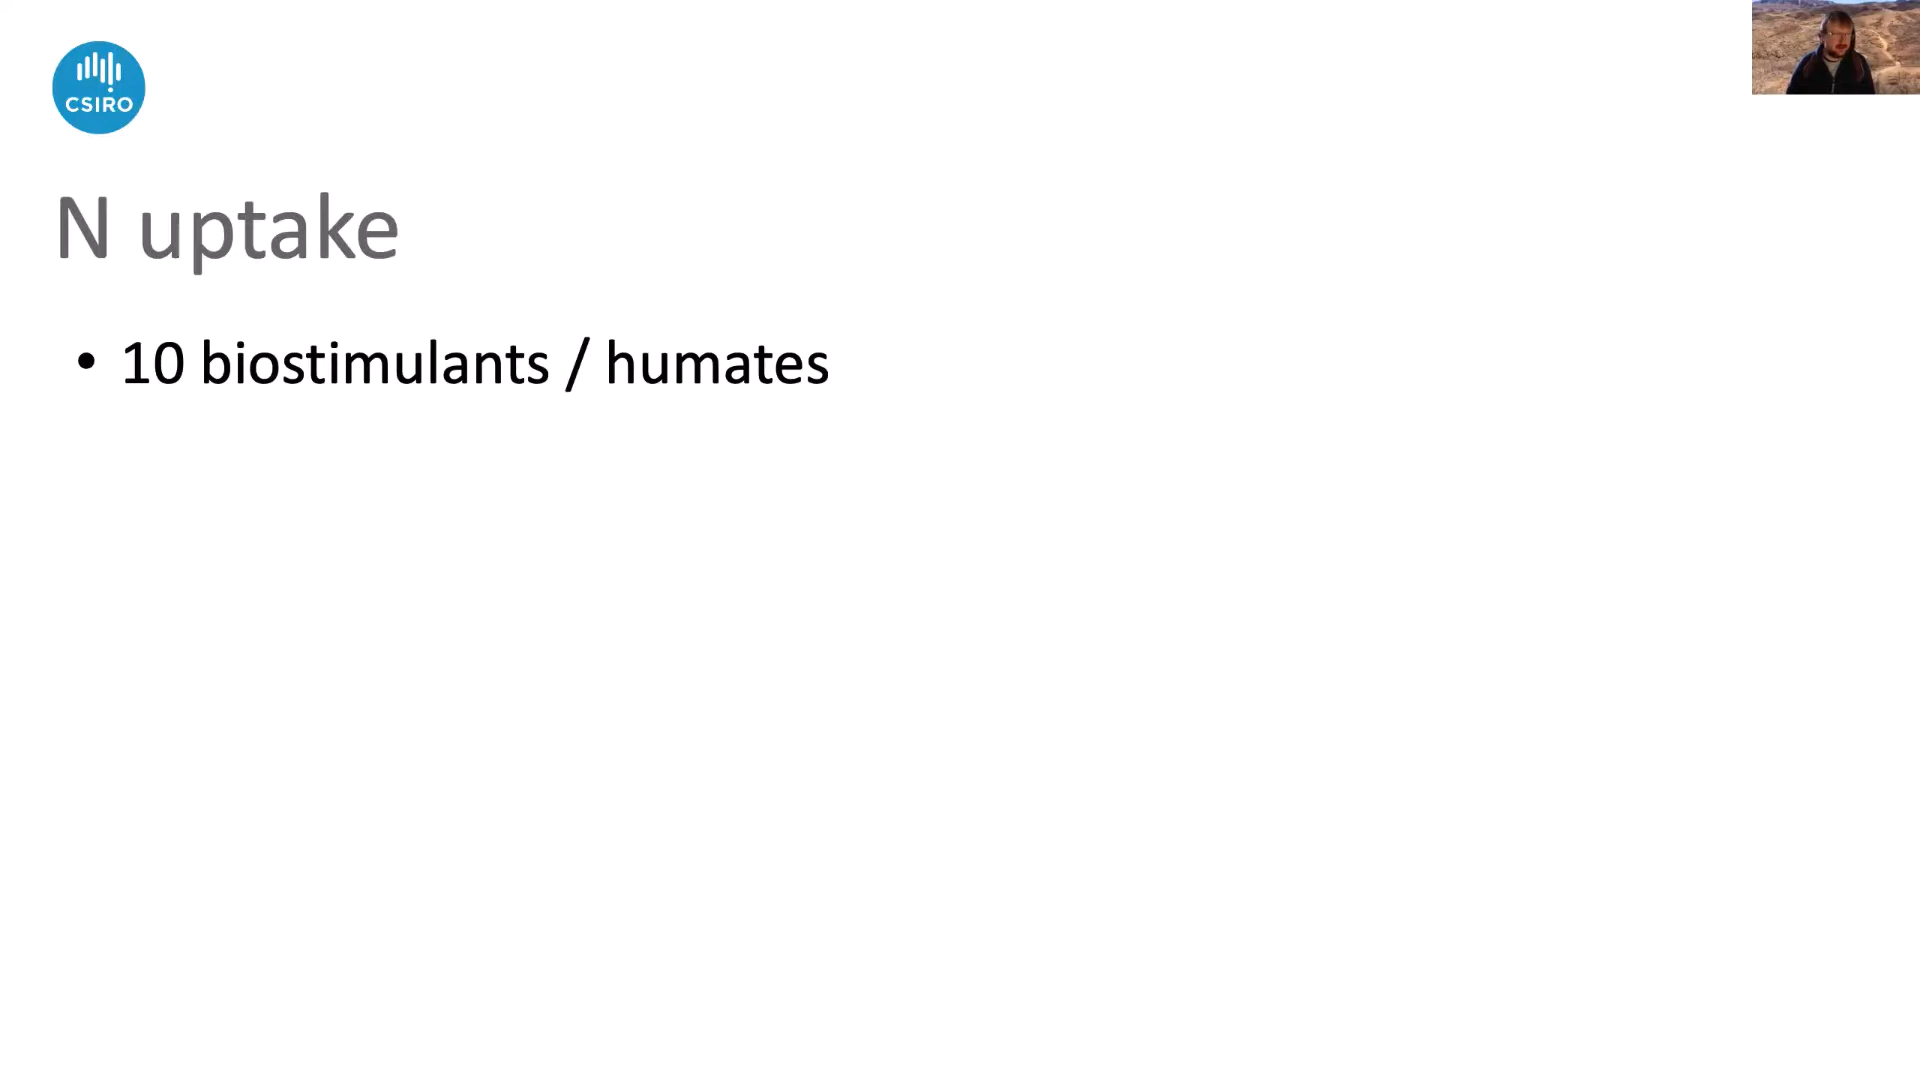 CSIRO
N uptake
• 10 biostimulants / humates